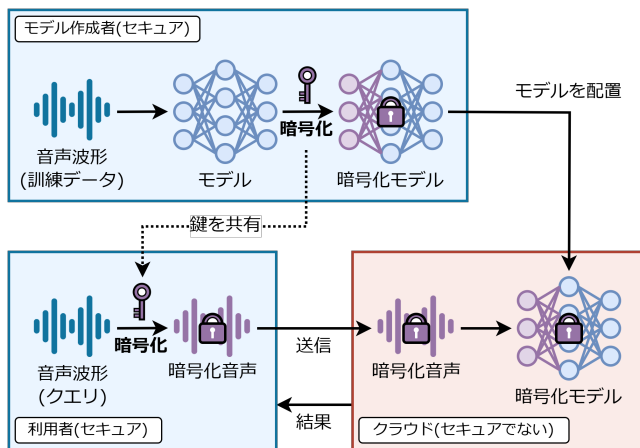 モデル作成者(セキュア)
モデルを配置
暗号化
音声波形
(訓練データ)
モデル
暗号化モデル
鍵を共有
暗号化
音声波形
(クエリ)
暗号化音声
送信
暗号化音声
暗号化モデル
結果
利用者(セキュア)
クラウド(セキュアでない)